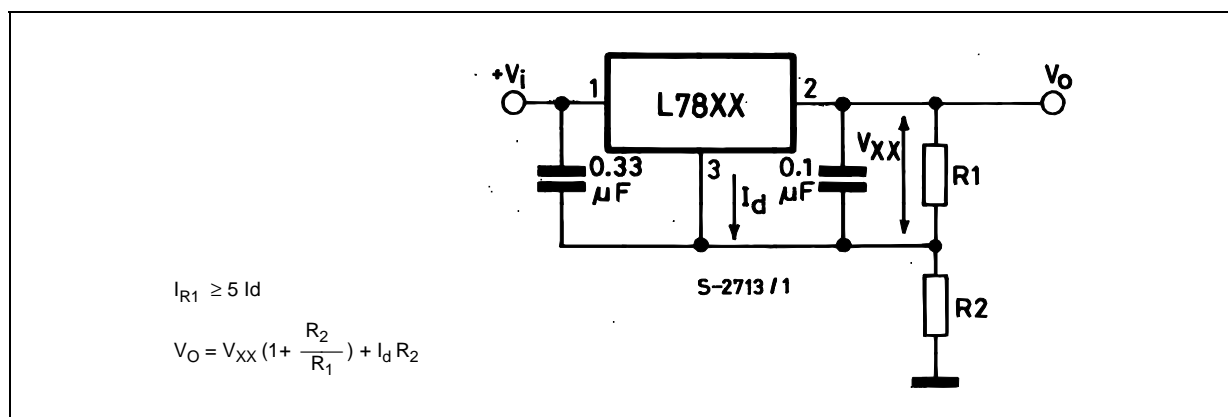 +Vi
1
L78XX
2
Vo
0.33
µF
3
Id
0.1
µF
VXX
R1
S-2713/1
R2
IR1 ≥ 5 Id
VO = VXX (1+ R2/R1) + Id R2